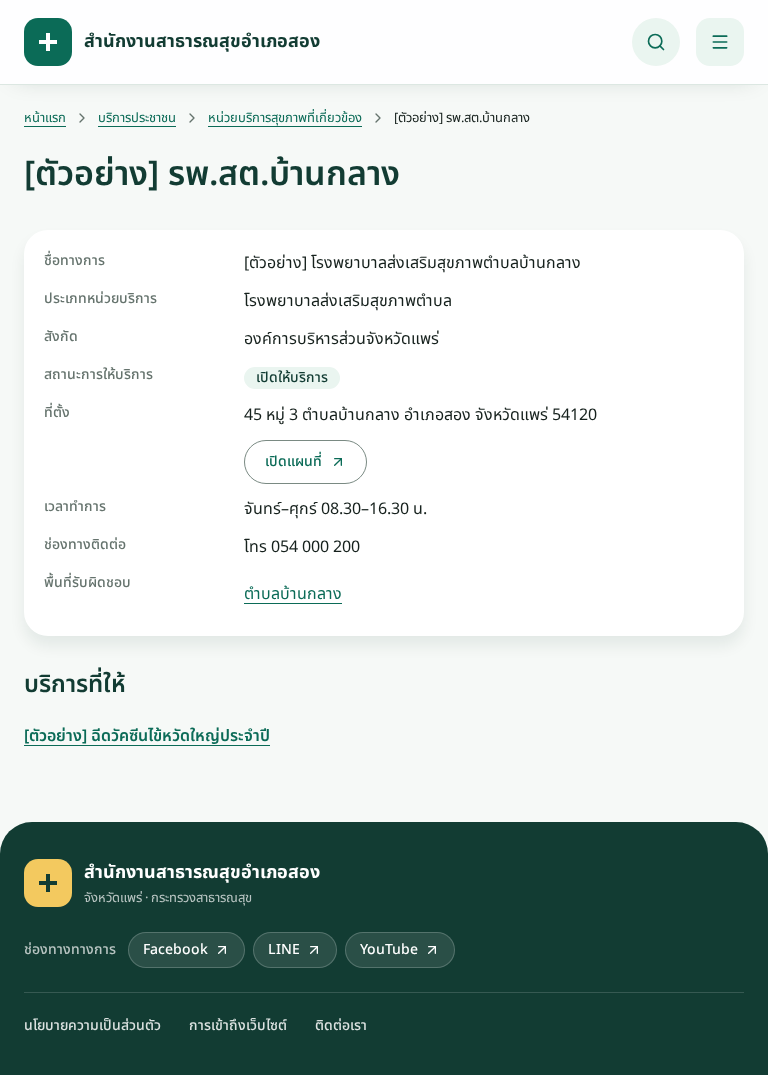 สำนักงานสาธารณสุขอำเภอสอง
หน้าแรก > บริการประชาชน > หน่วยบริการสุขภาพที่เกี่ยวข้อง > [ตัวอย่าง] รพ.สต.บ้านกลาง
[ตัวอย่าง] รพ.สต.บ้านกลาง
ชื่อทางการ [ตัวอย่าง] โรงพยาบาลส่งเสริมสุขภาพตำบลบ้านกลาง
ประเภทหน่วยบริการ โรงพยาบาลส่งเสริมสุขภาพตำบล
สังกัด องค์การบริหารส่วนจังหวัดแพร่
สถานะการให้บริการ เปิดให้บริการ
ที่ตั้ง 45 หมู่ 3 ตำบลบ้านกลาง อำเภอสอง จังหวัดแพร่ 54120
เปิดแผนที่
เวลาทำการ จันทร์–ศุกร์ 08.30–16.30 น.
ช่องทางติดต่อ โทร 054 000 200
พื้นที่รับผิดชอบ ตำบลบ้านกลาง
บริการที่ให้
[ตัวอย่าง] ฉีดวัคซีนไข้หวัดใหญ่ประจำปี
สำนักงานสาธารณสุขอำเภอสอง
จังหวัดแพร่ · กระทรวงสาธารณสุข
ช่องทางทางการ Facebook LINE YouTube
นโยบายความเป็นส่วนตัว การเข้าถึงเว็บไซต์ ติดต่อเรา